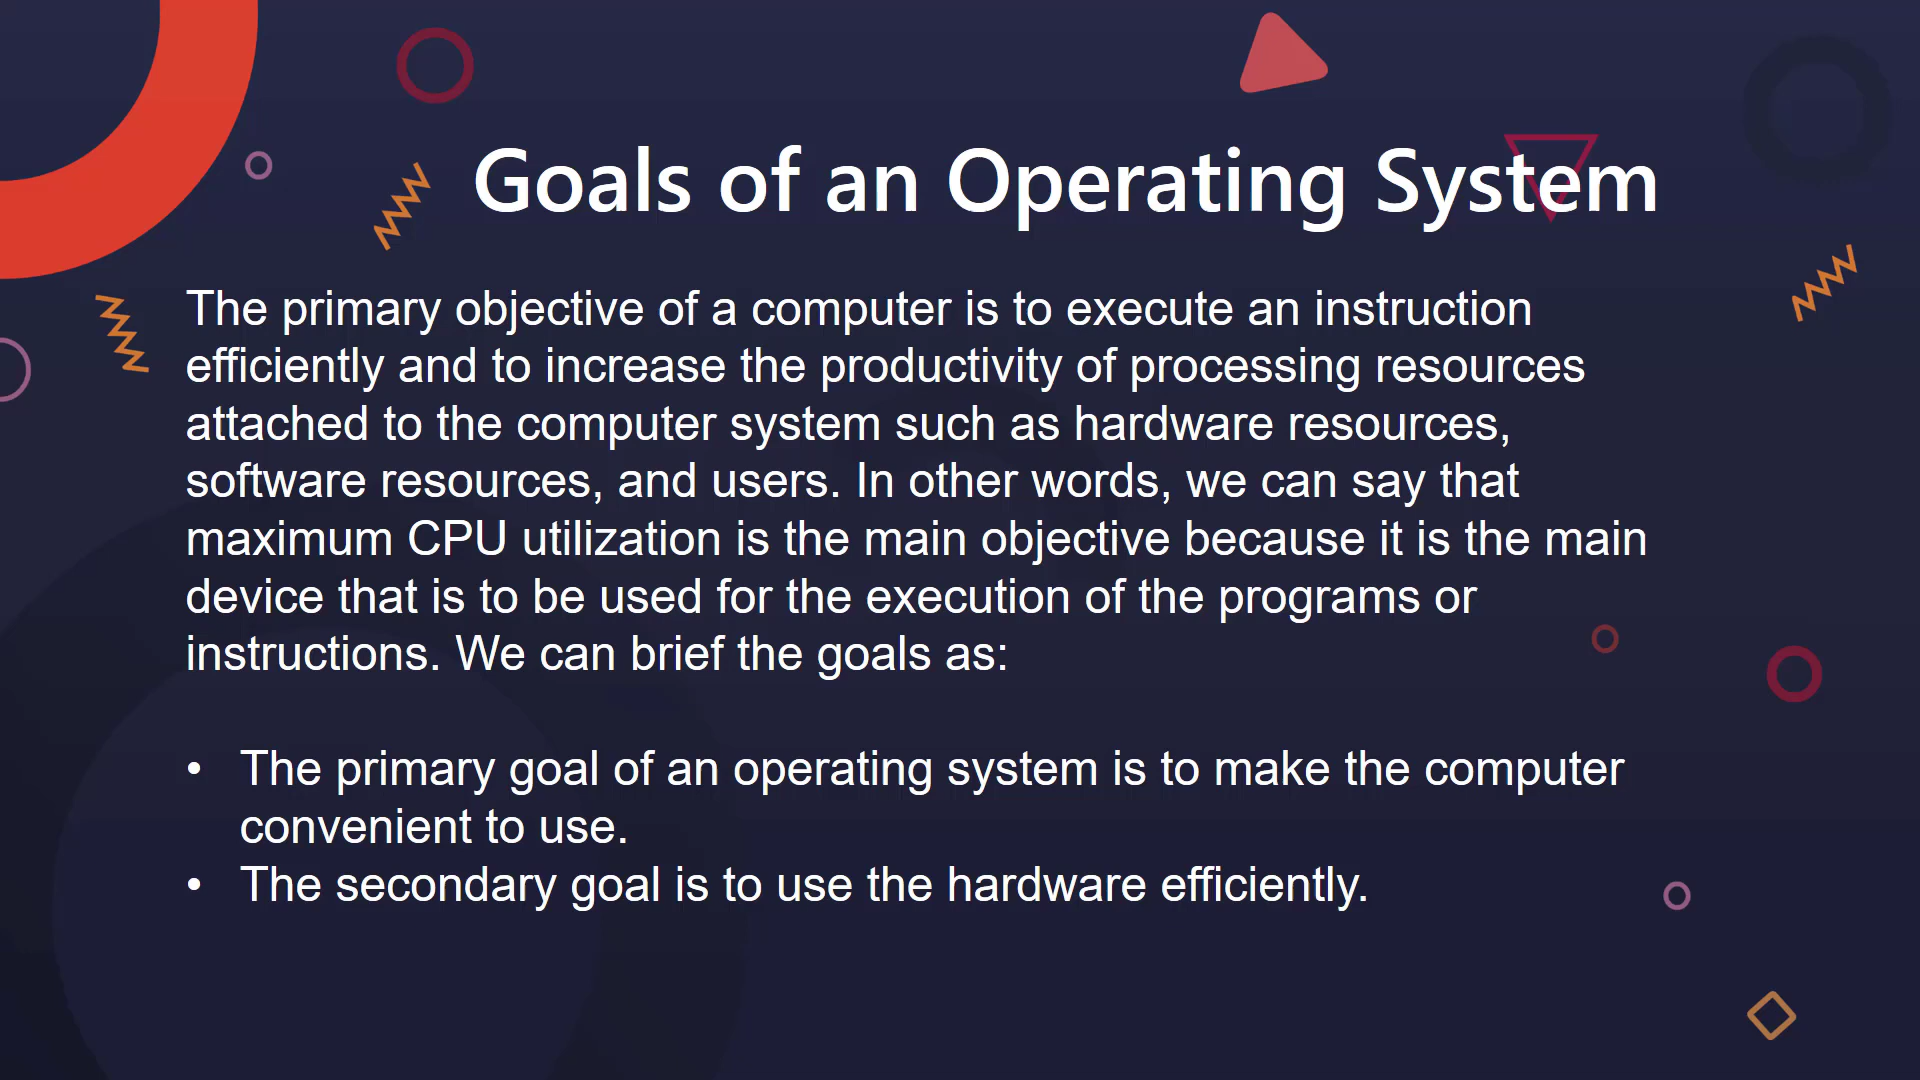 Goals of an Operating System
The primary objective of a computer is to execute an instruction
efficiently and to increase the productivity of processing resources
attached to the computer system such as hardware resources,
software resources, and users. In other words, we can say that
maximum CPU utilization is the main objective because it is the main
device that is to be used for the execution of the programs or
instructions. We can brief the goals as:
• The primary goal of an operating system is to make the computer
convenient to use.
• The secondary goal is to use the hardware efficiently.